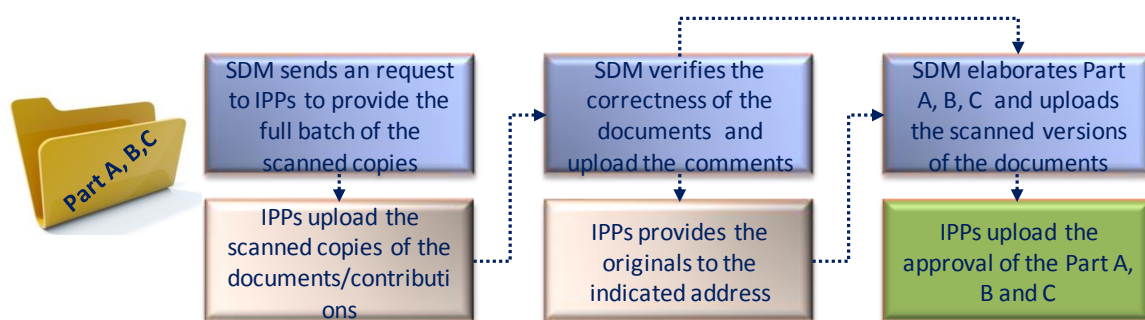 Part A, B,C
SDM sends an request
to IPPs to provide the
full batch of the
scanned copies
IPPs upload the
scanned copies of the
documents/contributi
ons
SDM verifies the
correctness of the
documents and
upload the comments
IPPs provides the
originals to the
indicated address
SDM elaborates Part
A, B, C and uploads
the scanned versions
of the documents
IPPs upload the
approval of the Part A,
B and C